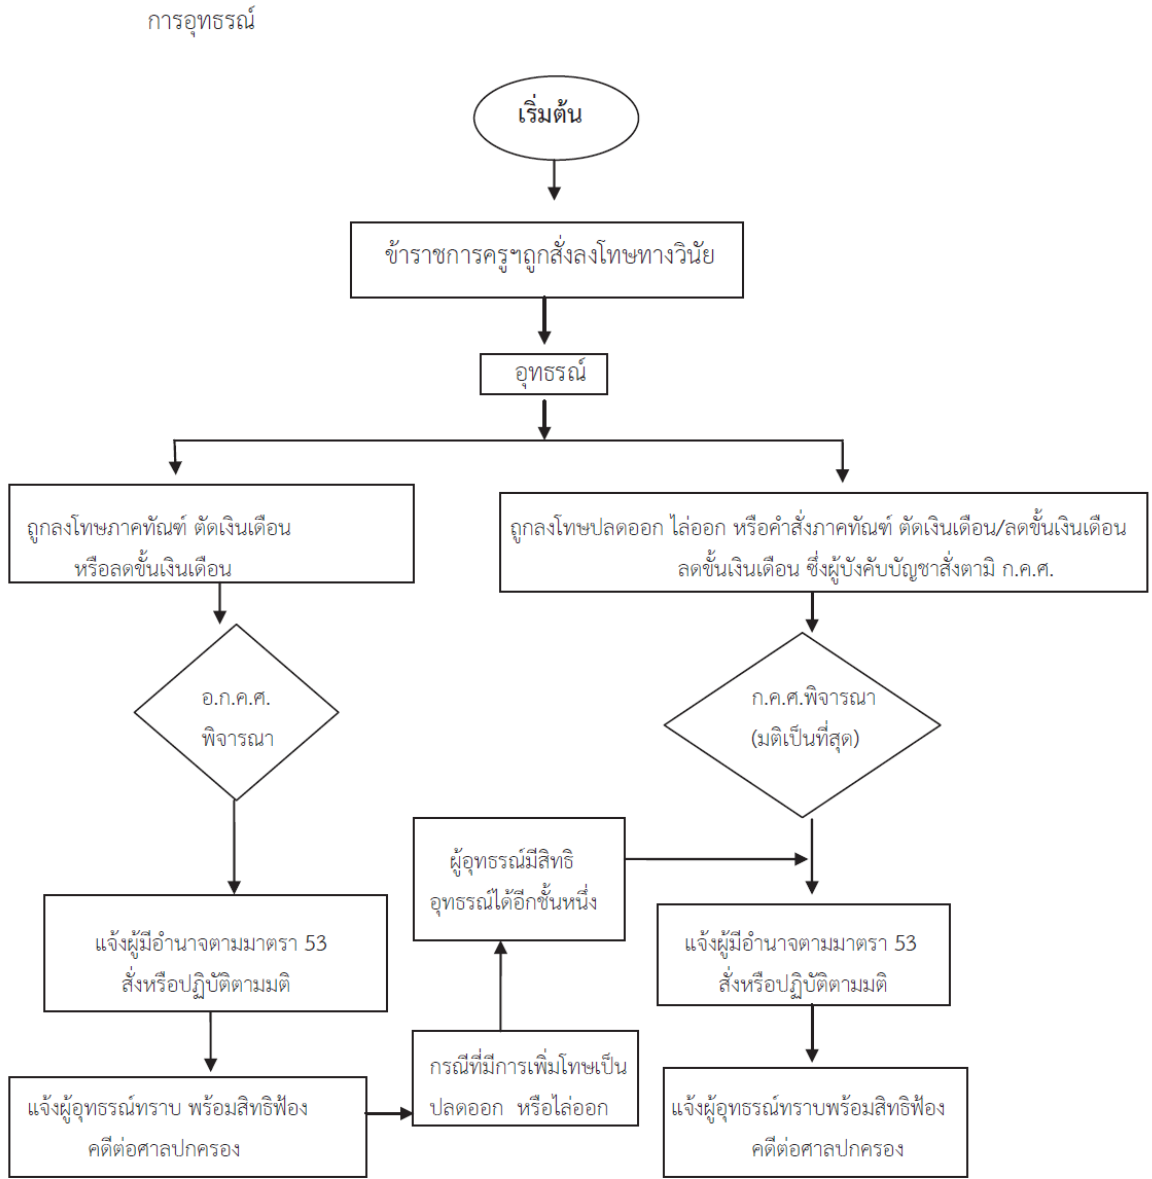 การอุทธรณ์
เริ่มต้น
ข้าราชการครูฯถูกสั่งลงโทษทางวินัย
อุทธรณ์
ถูกลงโทษภาคทัณฑ์ ตัดเงินเดือน
หรือลดขั้นเงินเดือน
ถูกลงโทษปลดออก ไล่ออก หรือคำสั่งภาคทัณฑ์ ตัดเงินเดือน/ลดขั้นเงินเดือน
ลดขั้นเงินเดือน ซึ่งผู้บังคับบัญชาสั่งตามิ ก.ค.ศ.
อ.ก.ค.ศ.
พิจารณา
ก.ค.ศ.พิจารณา
(มติเป็นที่สุด)
ผู้อุทธรณ์มีสิทธิ
อุทธรณ์ได้อีกชั้นหนึ่ง
แจ้งผู้มีอำนาจตามมาตรา 53
สั่งหรือปฏิบัติตามมติ
แจ้งผู้มีอำนาจตามมาตรา 53
สั่งหรือปฏิบัติตามมติ
แจ้งผู้อุทธรณ์ทราบ พร้อมสิทธิฟ้อง
คดีต่อศาลปกครอง
กรณีที่มีการเพิ่มโทษเป็น
ปลดออก หรือไล่ออก
แจ้งผู้อุทธรณ์ทราบพร้อมสิทธิฟ้อง
คดีต่อศาลปกครอง